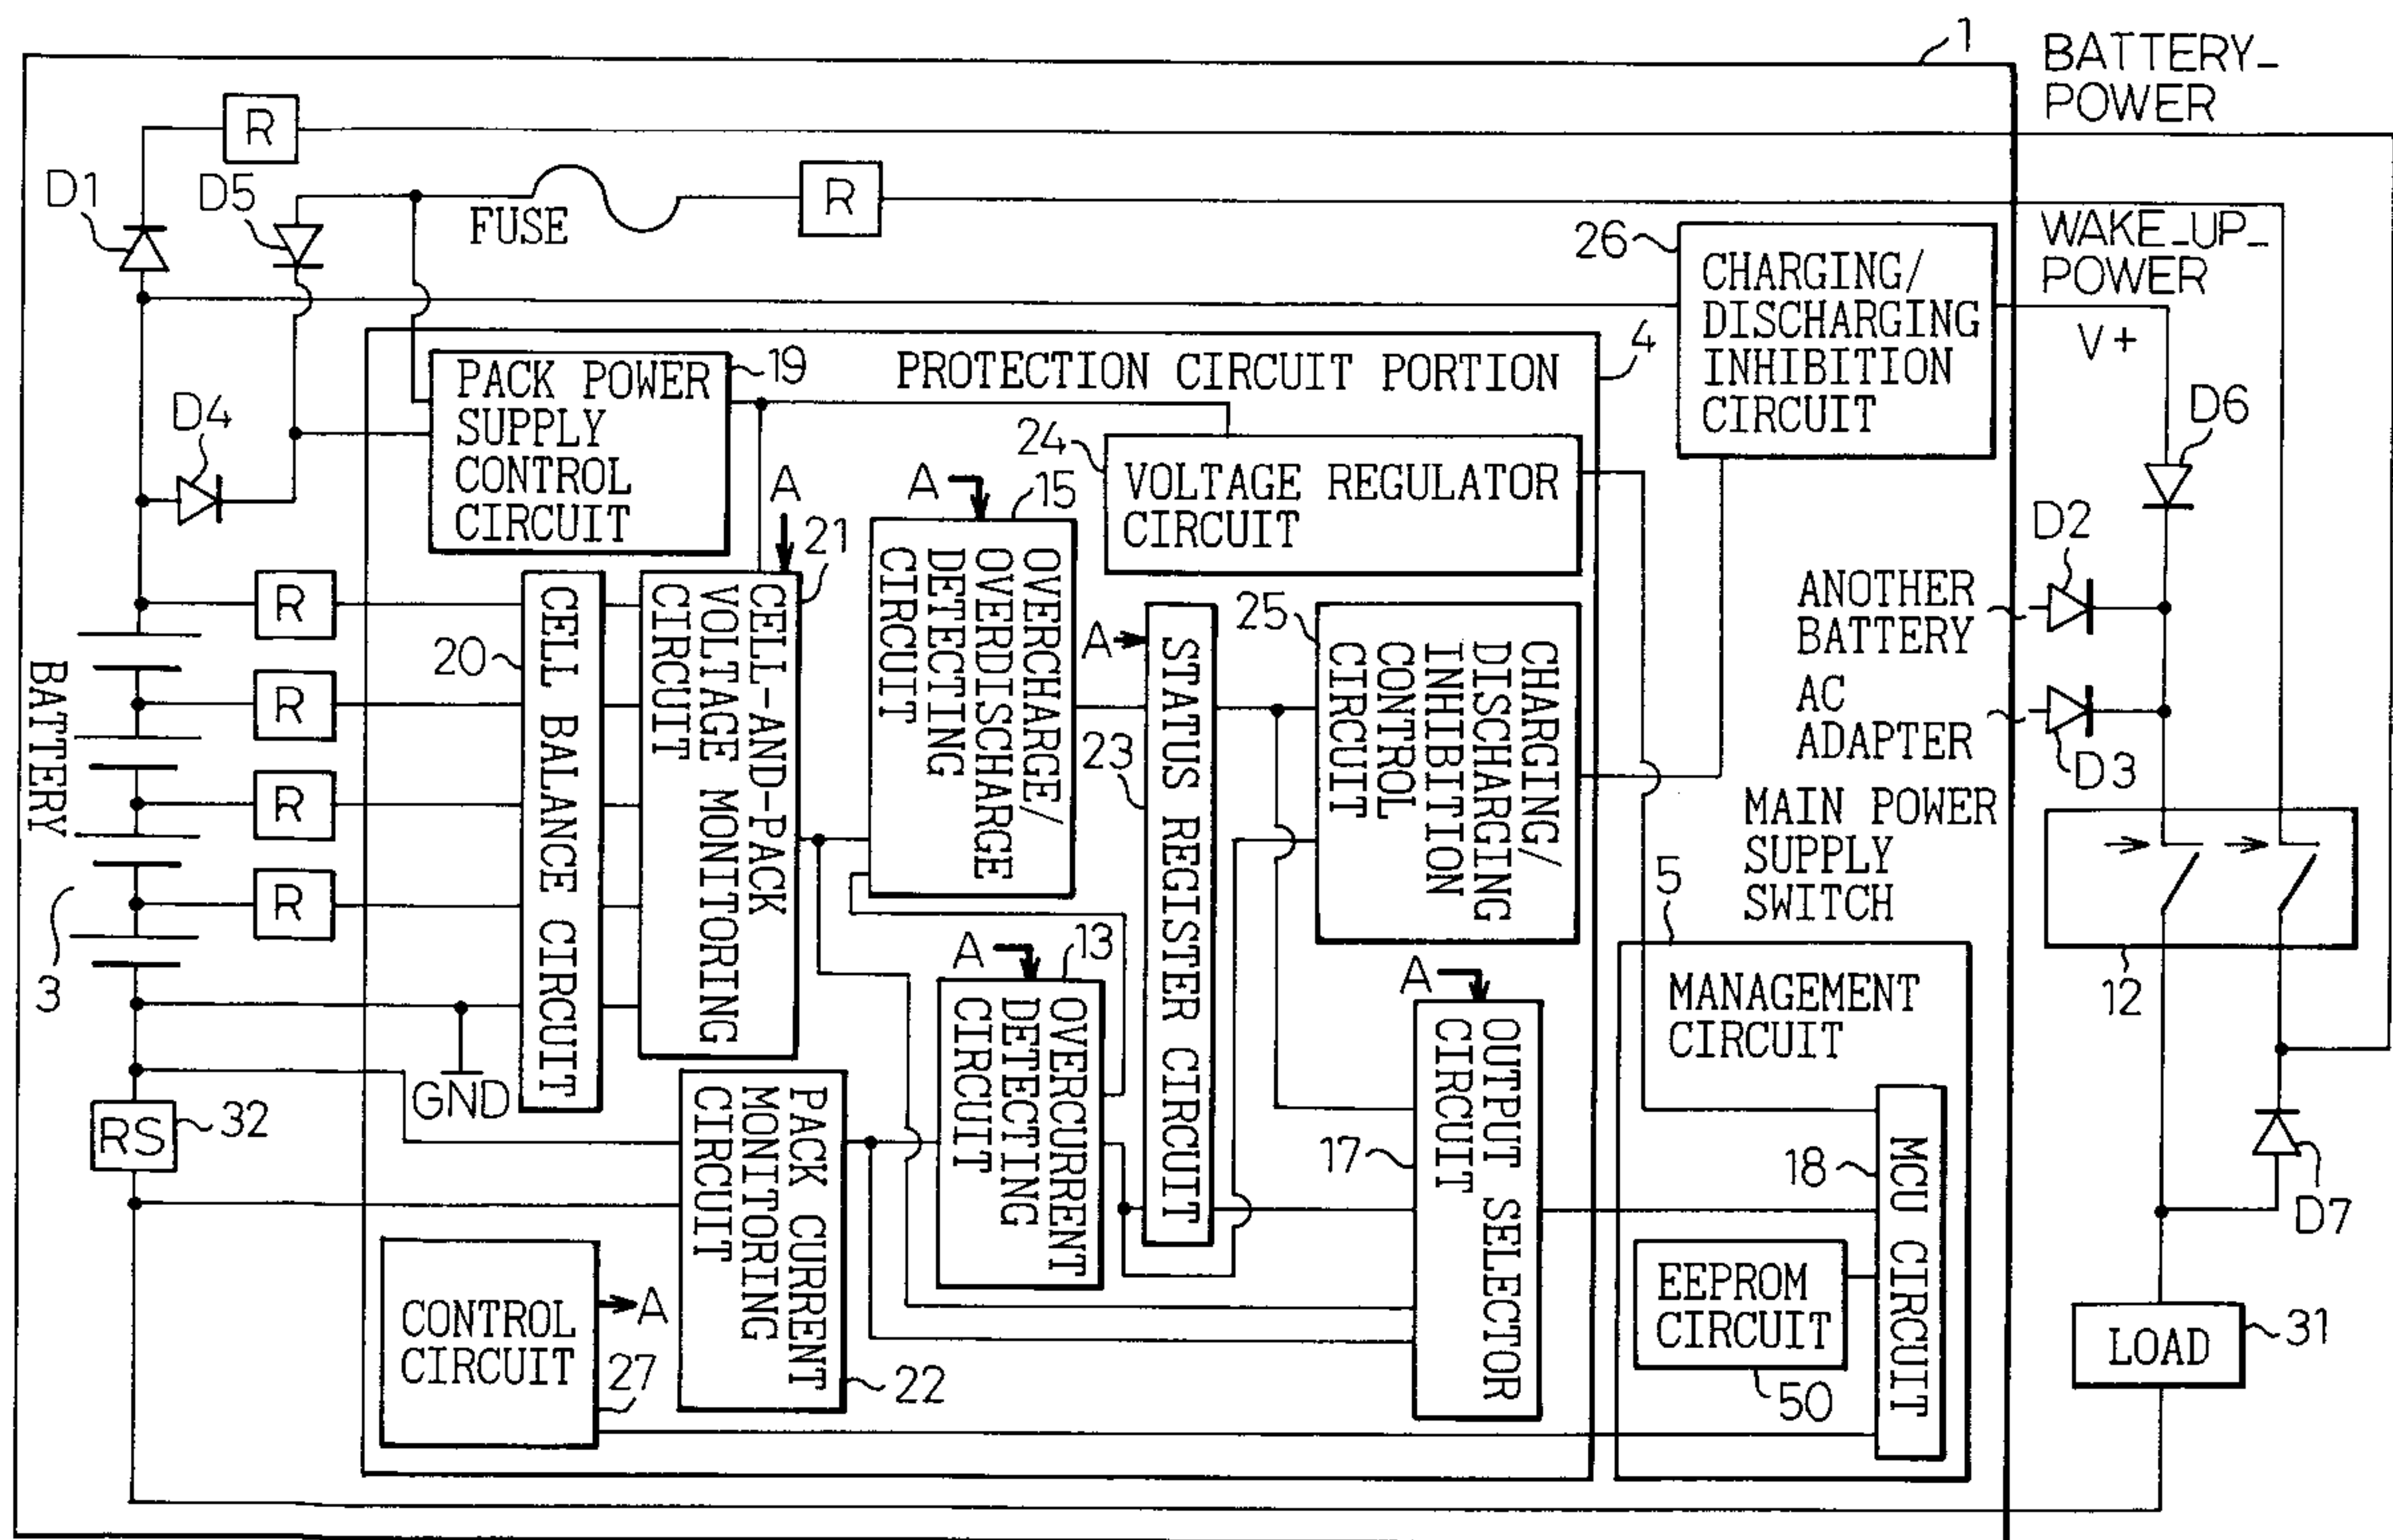 1
BATTERY_
POWER
R
D1
D5
FUSE
R
26
CHARGING/
DISCHARGING
INHIBITION
CIRCUIT
WAKE_UP_
POWER
V+
PACK POWER
SUPPLY
CONTROL
CIRCUIT
19
PROTECTION CIRCUIT PORTION
4
D4
D6
24
VOLTAGE REGULATOR
CIRCUIT
A
A
15
21
D2
ANOTHER
BATTERY
AC
ADAPTER
D3
R
R
R
R
BATTERY
3
20
CELL BALANCE CIRCUIT
CELL-AND-PACK
VOLTAGE MONITORING
CIRCUIT
OVERCHARGE/
OVERDISCHARGE
DETECTING
CIRCUIT
A
23
STATUS REGISTER CIRCUIT
25
CHARGING/
DISCHARGING
INHIBITION
CONTROL
CIRCUIT
MAIN POWER
SUPPLY
SWITCH
12
5
MANAGEMENT
CIRCUIT
A
13
OVERCURRENT
DETECTING
CIRCUIT
A
OUTPUT SELECTOR
CIRCUIT
17
GND
RS
32
PACK CURRENT
MONITORING
CIRCUIT
22
18
MCU CIRCUIT
D7
CONTROL
CIRCUIT
A
27
EEPROM
CIRCUIT
50
LOAD
31